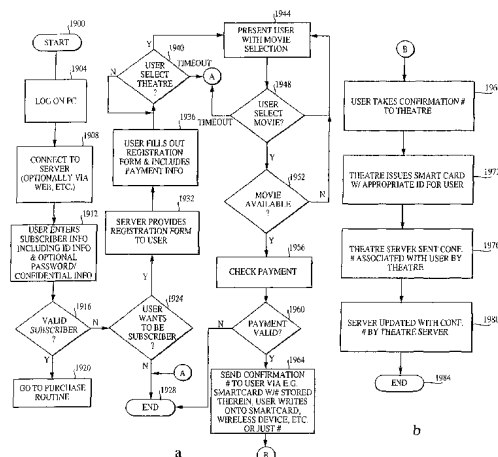 1900
START
1904
LOG ON PC
1908
CONNECT TO
SERVER
(OPTIONALLY VIA
WEB, ETC.)
1912
USER ENTERS
SUBSCRIBER INFO
INCLUDING ID INFO
& OPTIONAL
PASSWORD/
CONFIDENTIAL INFO
1916
VALID
SUBSCRIBER
?
N
Y
1920
GO TO PURCHASE
ROUTINE
Y
1940
N
USER
SELECT
THEATRE
?
TIMEOUT
A
1936
USER FILLS OUT
REGISTRATION
FORM & INCLUDES
PAYMENT INFO
1932
SERVER PROVIDES
REGISTRATION FORM
TO USER
Y
1924
USER
WANTS
TO BE
SUBSCRIBER
?
N
A
1928
END
a
1944
PRESENT USER
WITH MOVIE
SELECTION
1948
USER
SELECT
MOVIE?
TIMEOUT
N
Y
1952
MOVIE
AVAILABLE
?
N
Y
1956
CHECK PAYMENT
1960
PAYMENT
VALID?
N
Y
1964
SEND CONFIRMATION
# TO USER VIA E.G.
SMARTCARD W/# STORED
THEREIN, USER WRITES
ONTO SMARTCARD,
WIRELESS DEVICE, ETC.
OR JUST #
B
B
USER TAKES CONFIRMATION #
TO THEATRE
THEATRE ISSUES SMART CARD
W/ APPROPRIATE ID FOR USER
THEATRE SERVER SENT CONF.
# ASSOCIATED WITH USER BY
THEATRE
SERVER UPDATED WITH CONF.
# BY THEATRE SERVER
END
1984
b